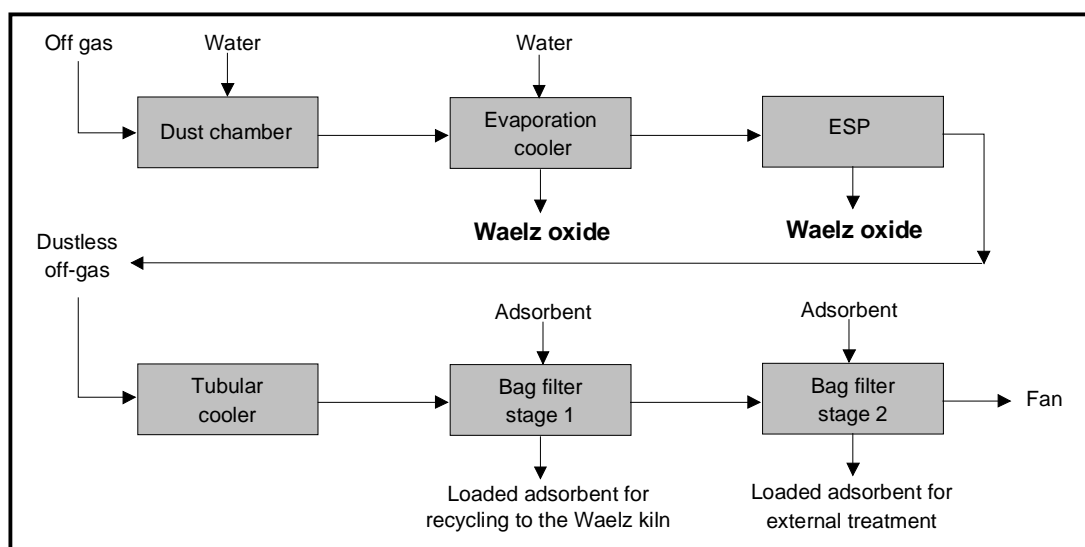 Off gas
Water
Water
Dust chamber
Evaporation
cooler
ESP
Waelz oxide
Waelz oxide
Dustless
off-gas
Adsorbent
Adsorbent
Tubular
cooler
Bag filter
stage 1
Bag filter
stage 2
Fan
Loaded adsorbent for
recycling to the Waelz kiln
Loaded adsorbent for
external treatment